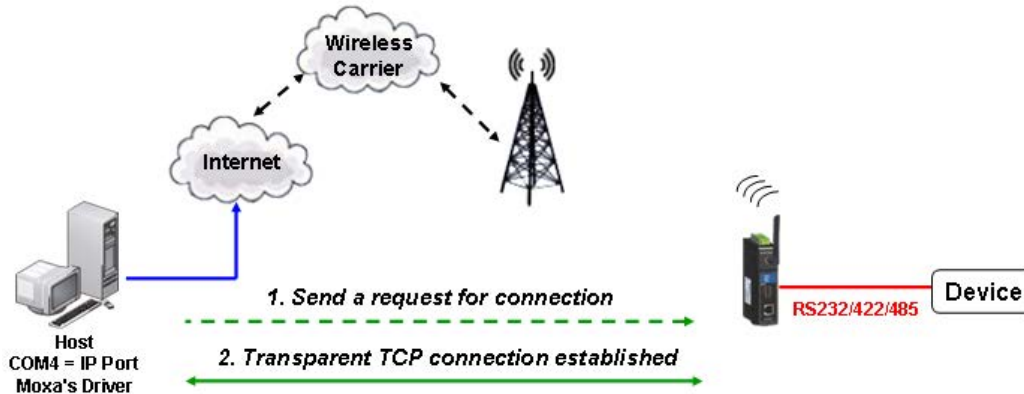 Wireless
Carrier
Internet
1. Send a request for connection
RS232/422/485
Device
2. Transparent TCP connection established
Host
COM4 = IP Port
Moxa's Driver